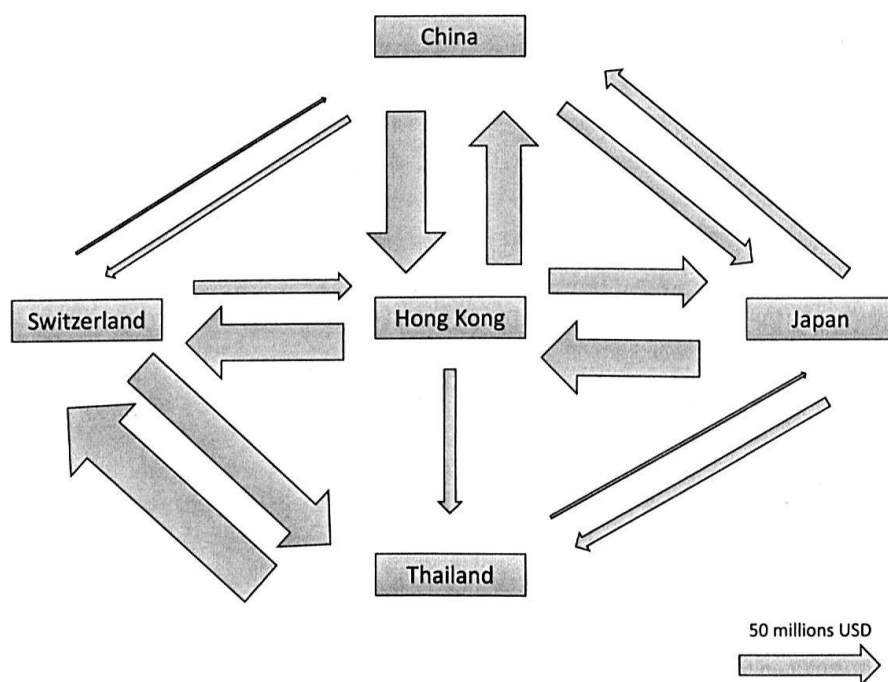 China
Switzerland
Hong Kong
Japan
Thailand
50 millions USD